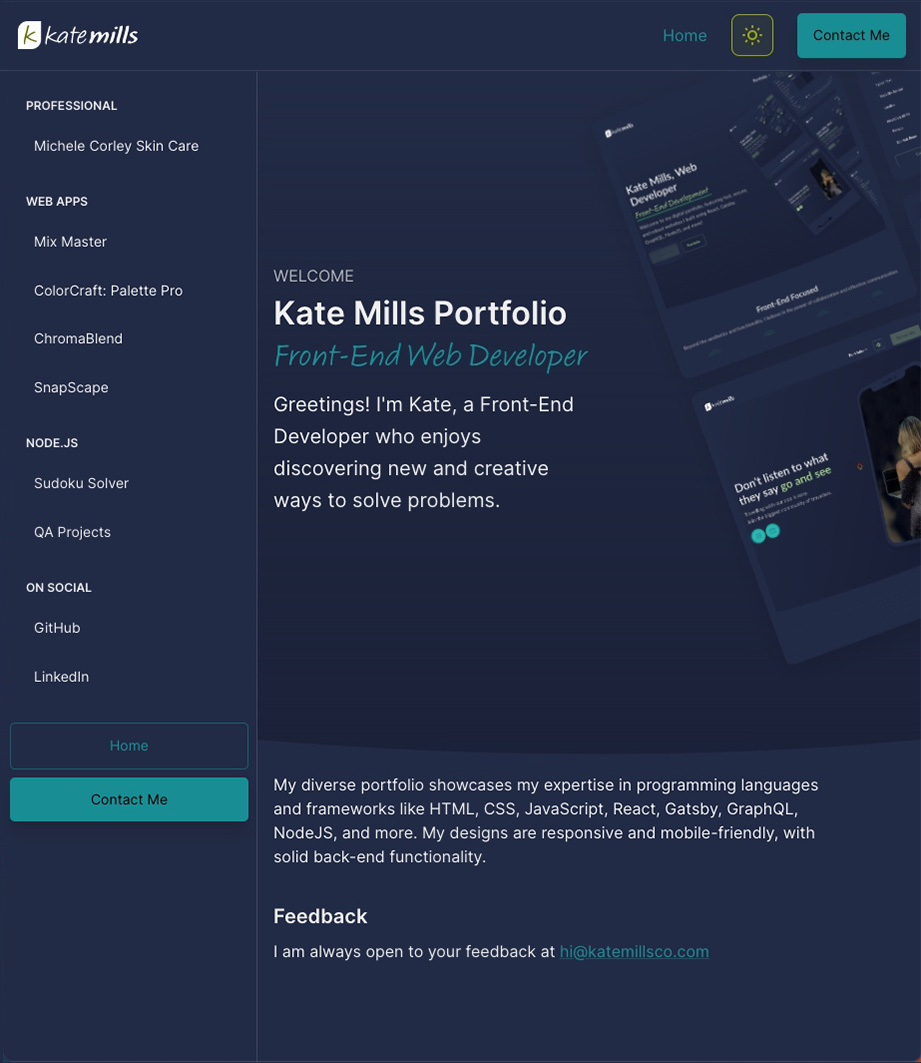 k katemills
Home
Contact Me
PROFESSIONAL
Michele Corley Skin Care
WEB APPS
Mix Master
ColorCraft: Palette Pro
ChromaBlend
SnapScape
NODE.JS
Sudoku Solver
QA Projects
ON SOCIAL
GitHub
LinkedIn
Home
Contact Me
WELCOME
Kate Mills Portfolio
Front-End Web Developer
Greetings! I'm Kate, a Front-End
Developer who enjoys
discovering new and creative
ways to solve problems.
Kate Mills, Web
Developer
Front-End Development
Front-End Focused
Don't listen to what
they say go and see
My diverse portfolio showcases my expertise in programming languages
and frameworks like HTML, CSS, JavaScript, React, Gatsby, GraphQL,
NodeJS, and more. My designs are responsive and mobile-friendly, with
solid back-end functionality.
Feedback
I am always open to your feedback at hi@katemillsco.com